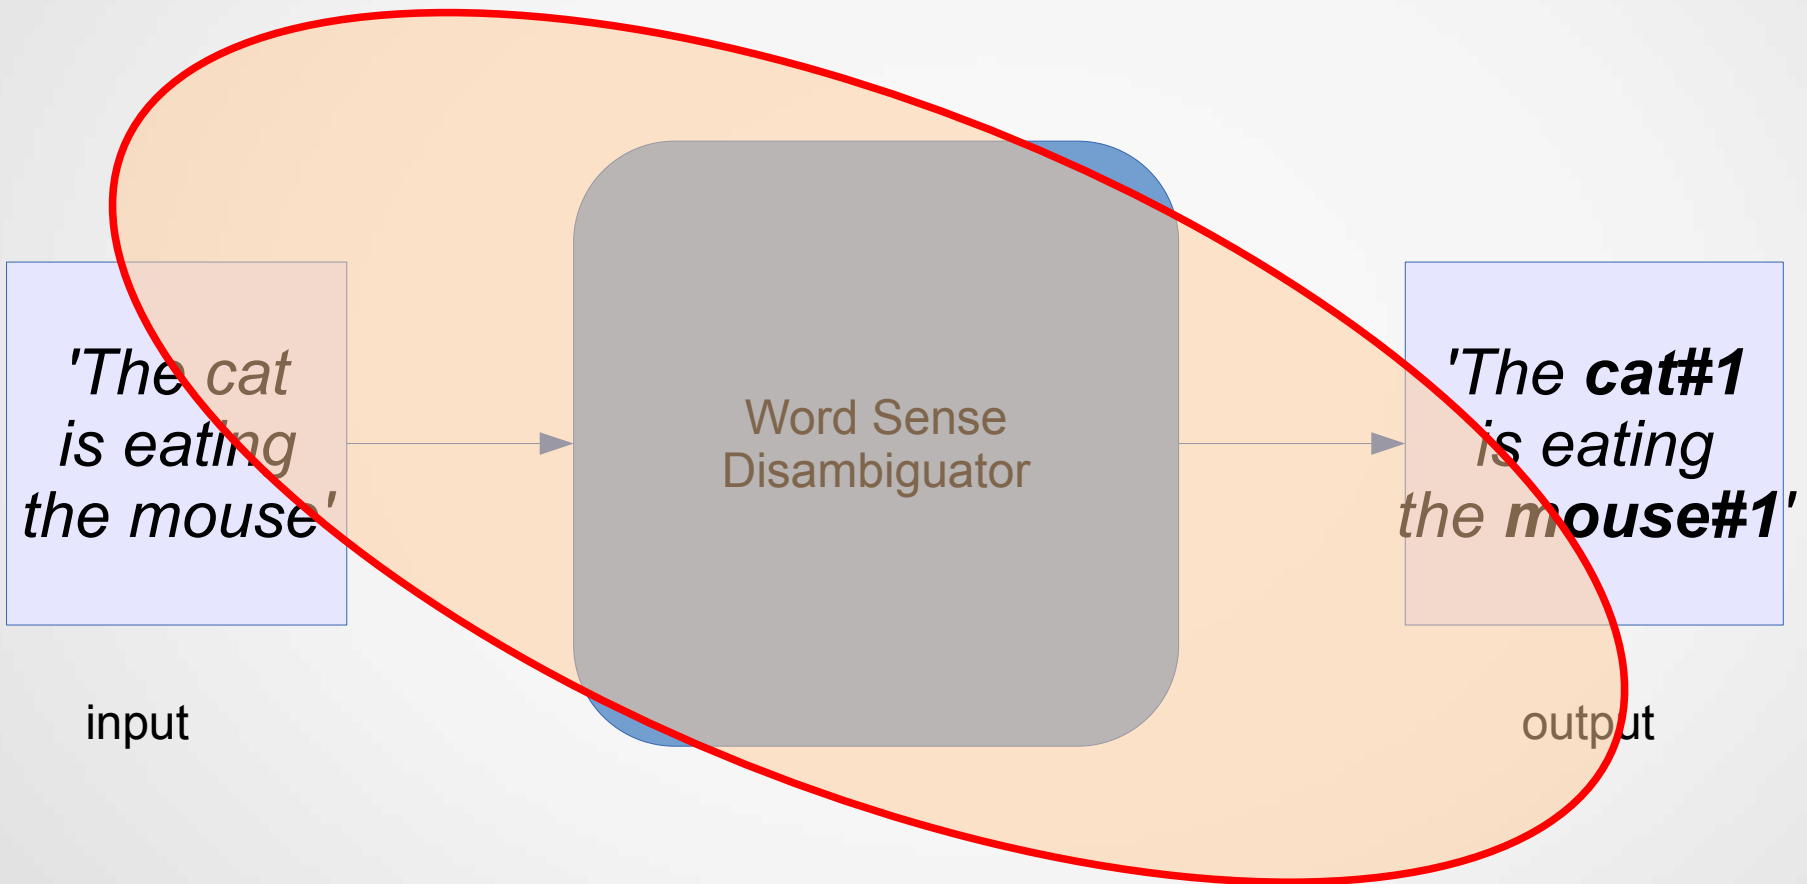 'The cat
is eating
the mouse'
input
Word Sense
Disambiguator
'The cat#1
is eating
the mouse#1'
output